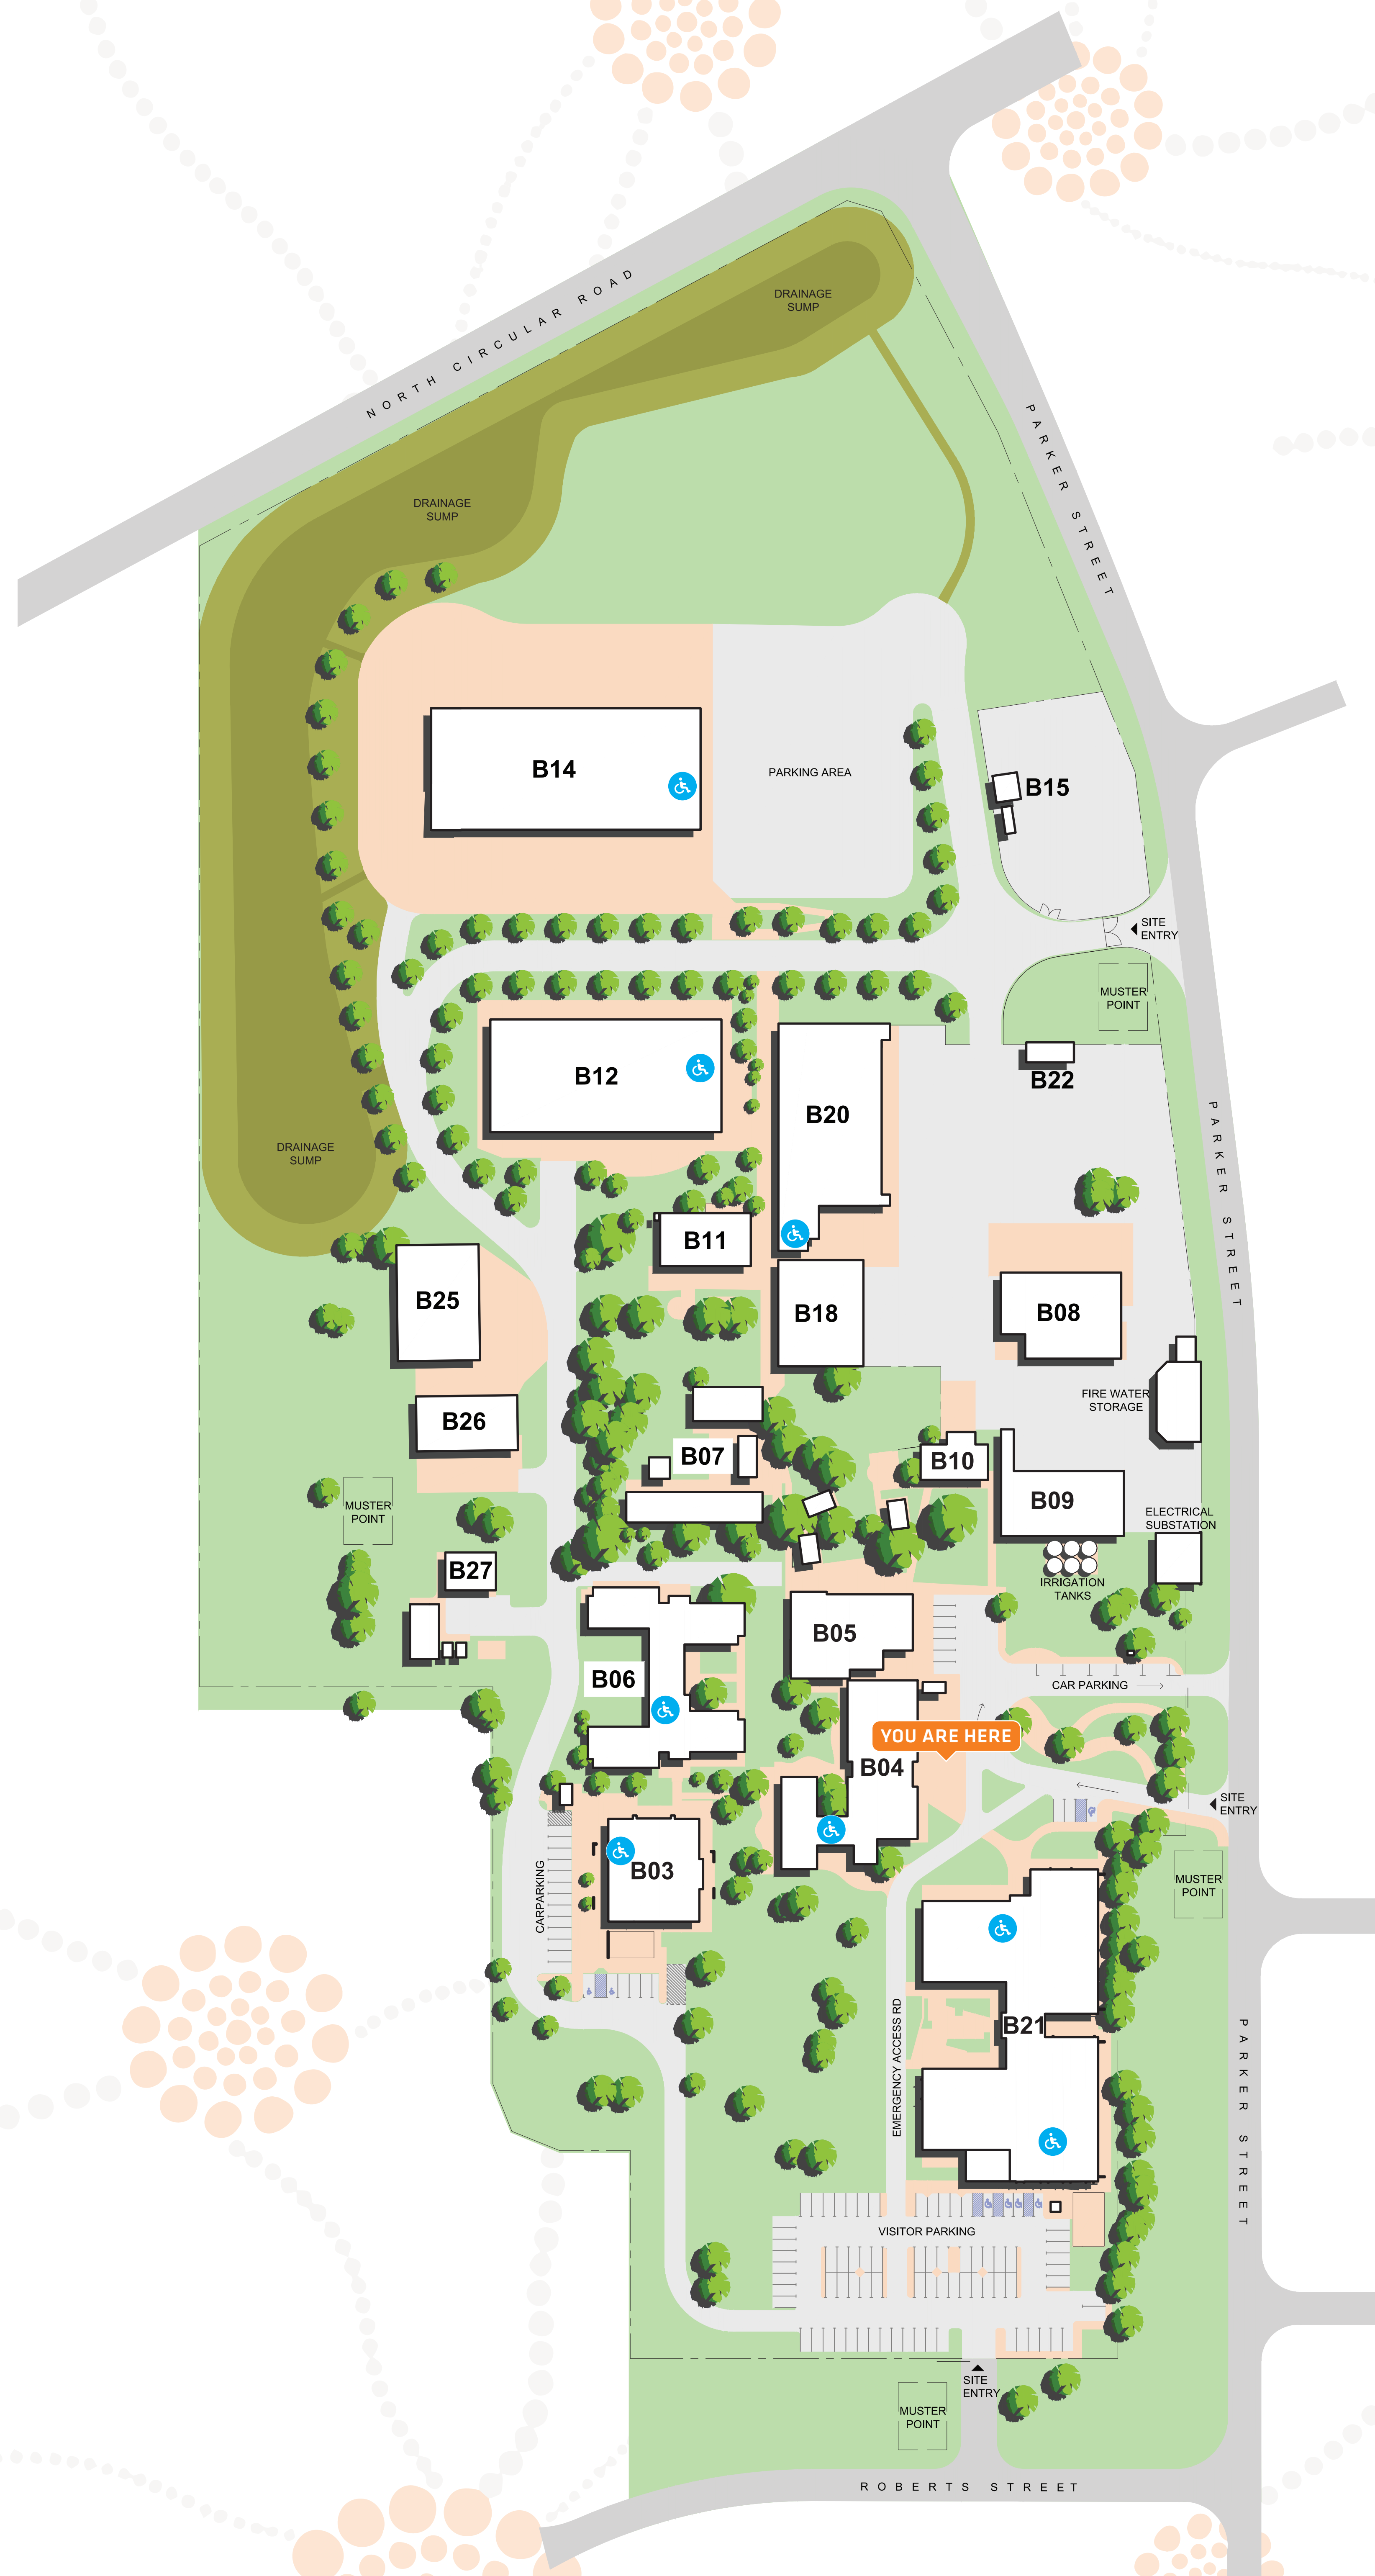 DRAINAGE
SUMP
NORTH CIRCULAR ROAD
PARKER STREET
DRAINAGE
SUMP
B14
PARKING AREA
B15
SITE
ENTRY
MUSTER
POINT
B12
B22
B20
PARKER STREET
DRAINAGE
SUMP
B11
B25
B18
B08
FIRE WATER
STORAGE
B26
B07
B10
B09
MUSTER
POINT
ELECTRICAL
SUBSTATION
B27
IRRIGATION
TANKS
B05
B06
CAR PARKING
YOU ARE HERE
B04
SITE
ENTRY
B03
CARPARKING
MUSTER
POINT
B21
EMERGENCY ACCESS RD
PARKER STREET
VISITOR PARKING
SITE
ENTRY
MUSTER
POINT
ROBERTS STREET